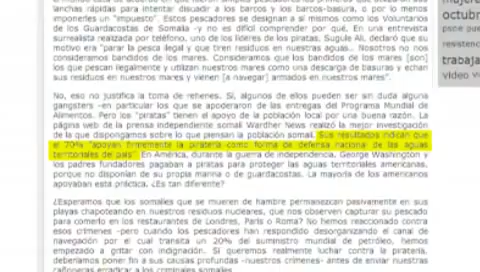 lanchas rápidas para intentar disuadir a los barcos y los barcos-basura, o por lo menos
imponerles un "impuesto". Estos pescadores se designan a sí mismos como los Voluntarios
de los Guardacostas de Somalia -y no es difícil comprender por qué. En una entrevista
surrealista realizada por teléfono, uno de los líderes de los piratas, Sugule Ali, declaró que su
motivo era "parar la pesca ilegal y que tiren residuos en nuestras aguas.. Nosotros no nos
consideramos bandidos de los mares. Consideramos que los bandidos de los mares [son]
los que pescan ilegalmente y utilizan nuestros mares como una descarga de basuras y echan
sus residuos en nuestros mares y vienen [a navegar] armados en nuestros mares".
No, eso no justifica la toma de rehenes. Sí, algunos de ellos pueden ser sin duda alguna
gangsters -en particular los que se apoderaron de las entregas del Programa Mundial de
Alimentos. Pero los "piratas" tienen el apoyo de la población local por una buena razón. La
página web de la prensa independiente somalí Wardher News realizó la mejor investigación
de la que dispongamos sobre lo que piensan la población somalí. Sus resultados indican que
el 70% "apoyan firmemente la piratería como forma de defensa nacional de las aguas
territoriales del país". En América, durante la guerra de independencia, George Washington y
los padres fundadores pagaban a piratas para proteger las aguas territoriales americanas,
porque no disponían de su propia marina o de guardacostas. La mayoría de los americanos
apoyaban esta práctica. ¿Es tan diferente?
¿Esperamos que los somalíes que se mueren de hambre permanezcan pasivamente en sus
playas chapoteando en nuestros residuos nucleares, que nos observen capturar su pescado
para comerlo en los restaurantes de Londres, París o Roma? No hemos reaccionado contra
esos crímenes -pero cuando los pescadores han respondido desorganizando el canal de
navegación por el cual transita un 20% del suministro mundial de petróleo, hemos
empezado a gritar con indignación. Si queremos realmente luchar contra la piratería,
deberíamos poner fin a sus causas profundas -nuestros crímenes- antes de enviar nuestras
cañoneras erradicar a los criminales somalíes.
octubre
resistenc
trabaja
video